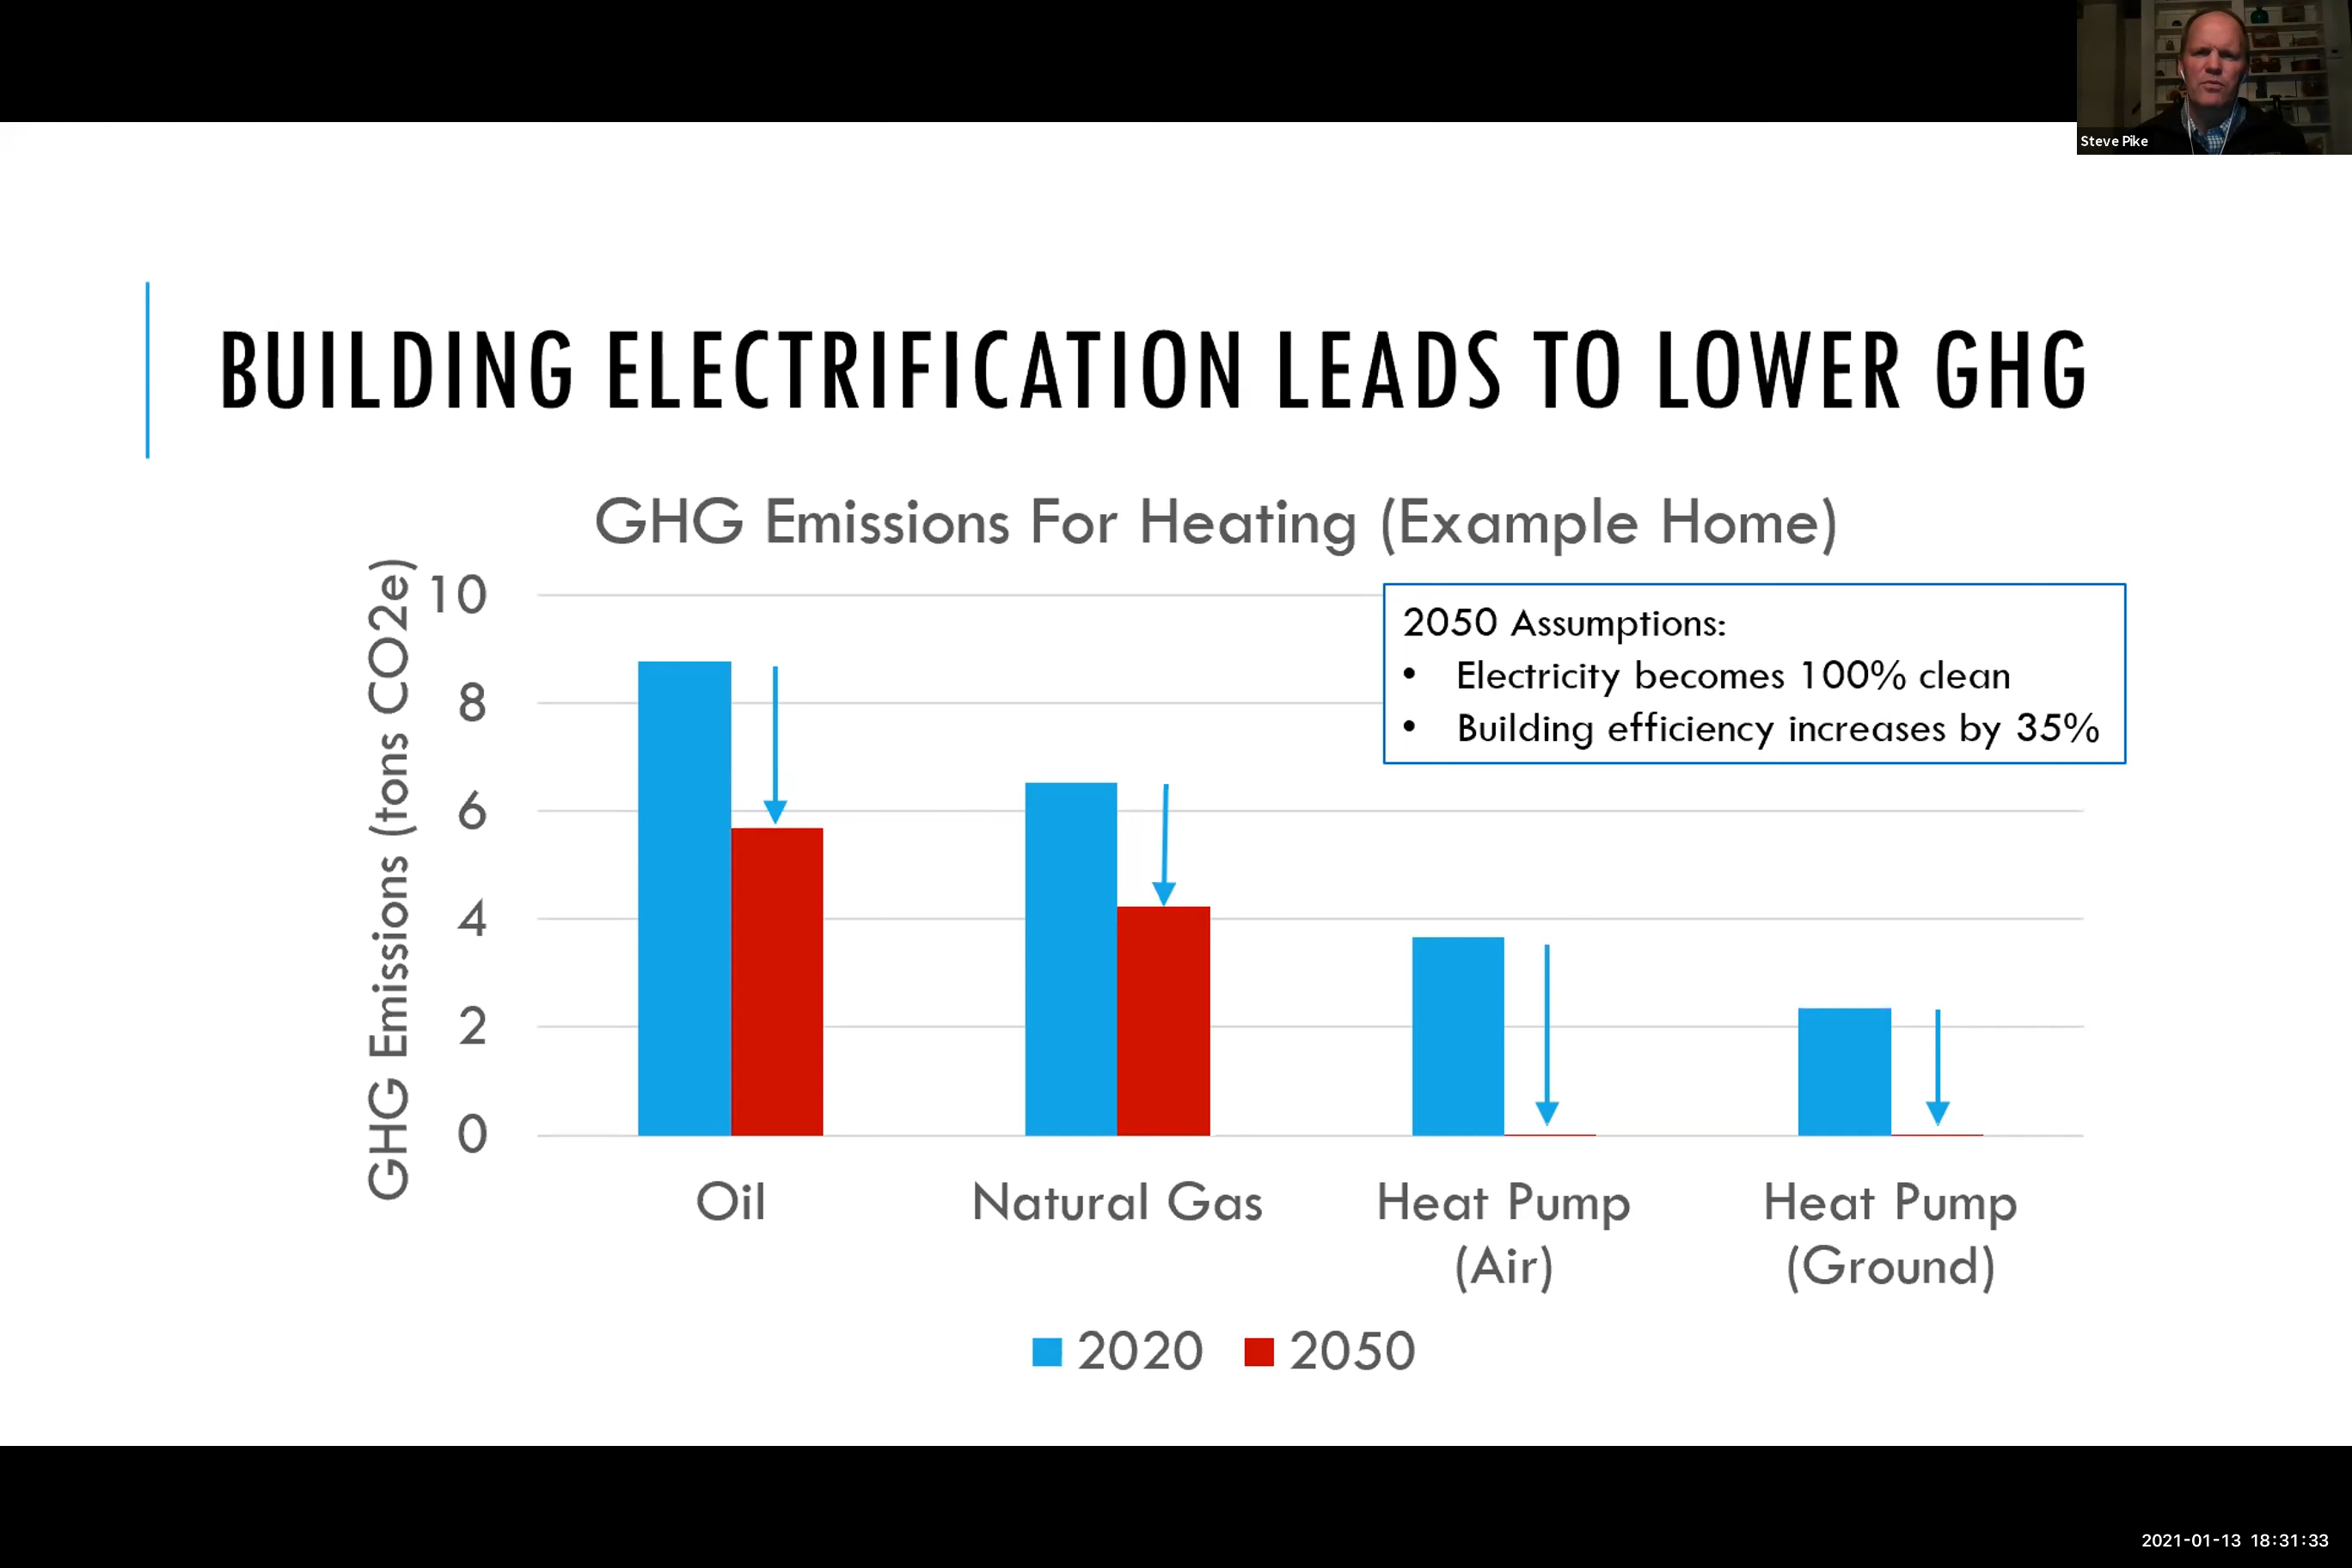 Steve Pike
BUILDING ELECTRIFICATION LEADS TO LOWER GHG
GHG Emissions For Heating (Example Home)
GHG Emissions (tons CO2e)
10
8
6
4
2
0
2050 Assumptions:
• Electricity becomes 100% clean
• Building efficiency increases by 35%
Oil
Natural Gas
Heat Pump
(Air)
Heat Pump
(Ground)
2020 2050
2021-01-13 18:31:33